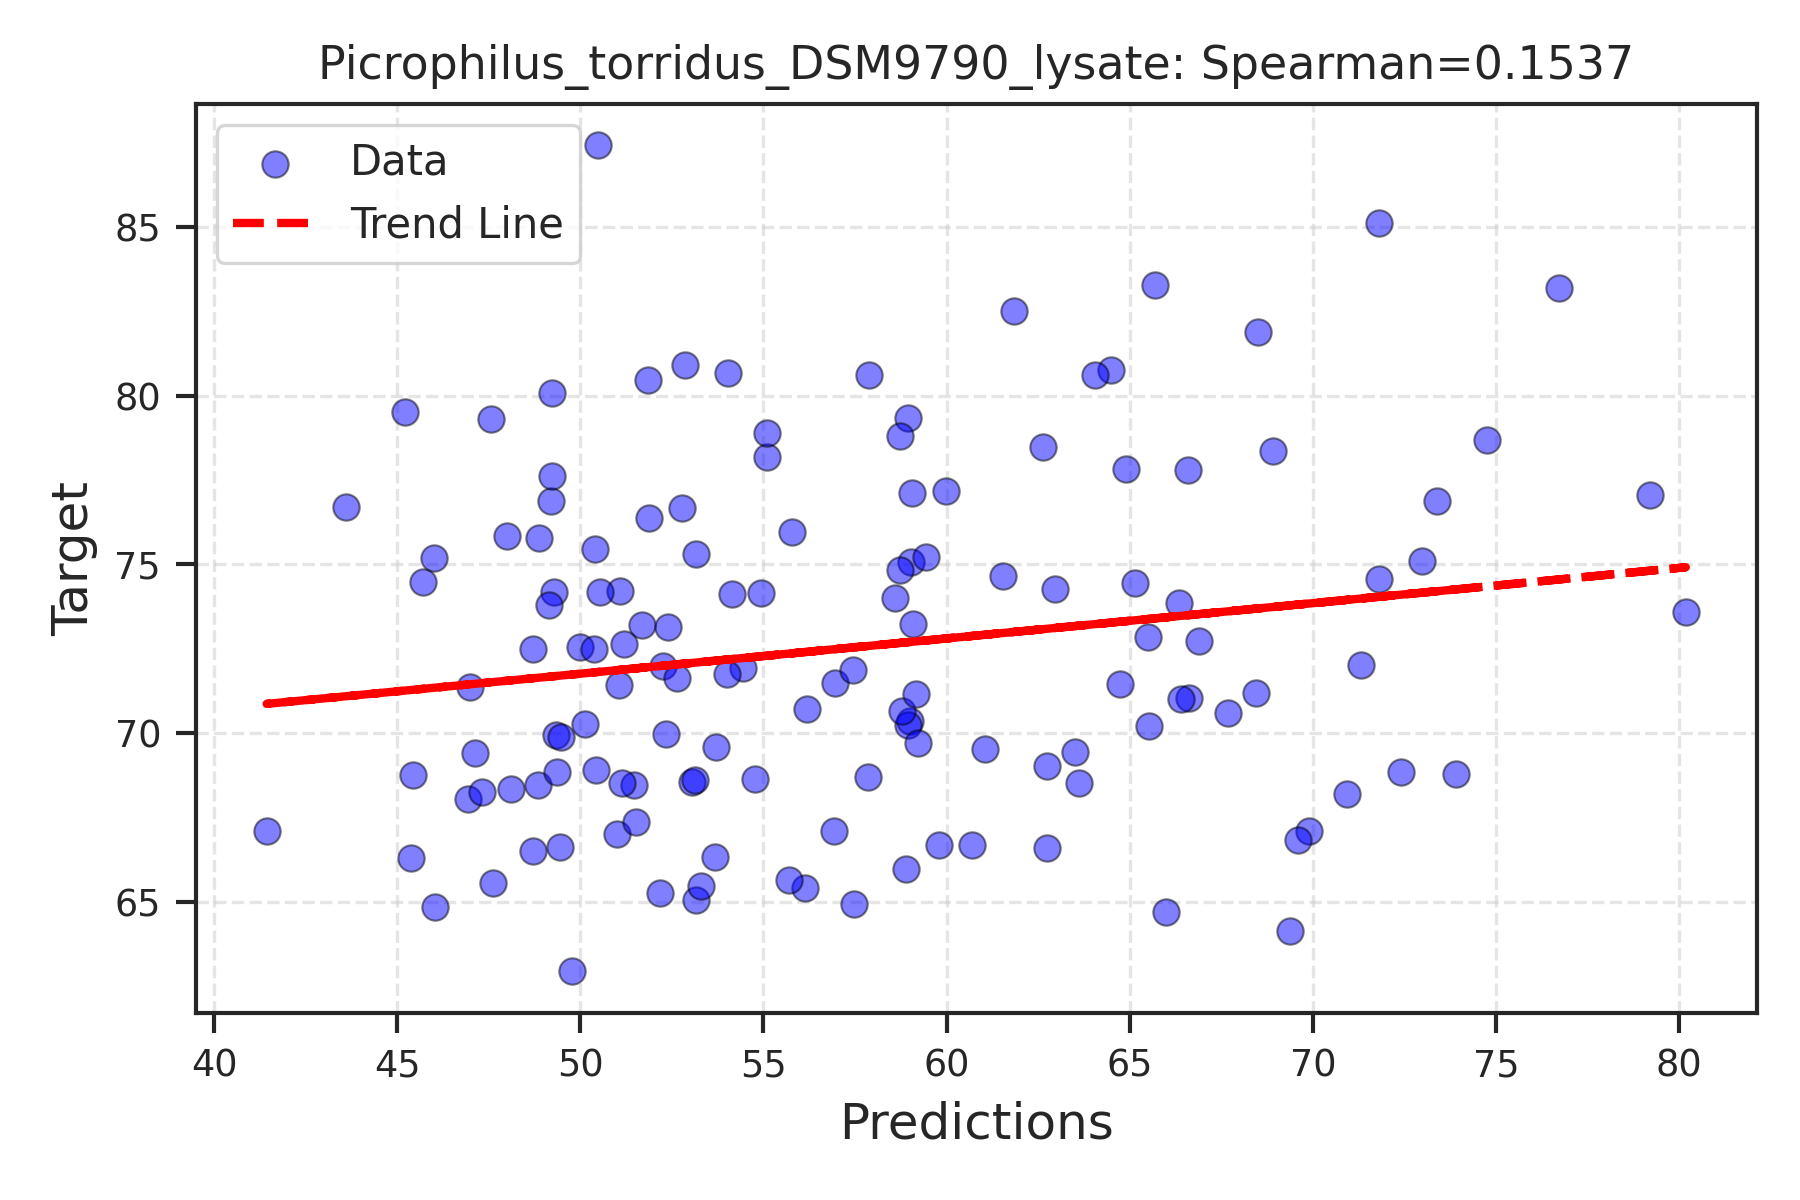 Picrophilus_torridus_DSM9790_lysate: Spearman=0.1537
Data
Trend Line
85
80
75
70
65
Target
40 45 50 55 60 65 70 75 80
Predictions